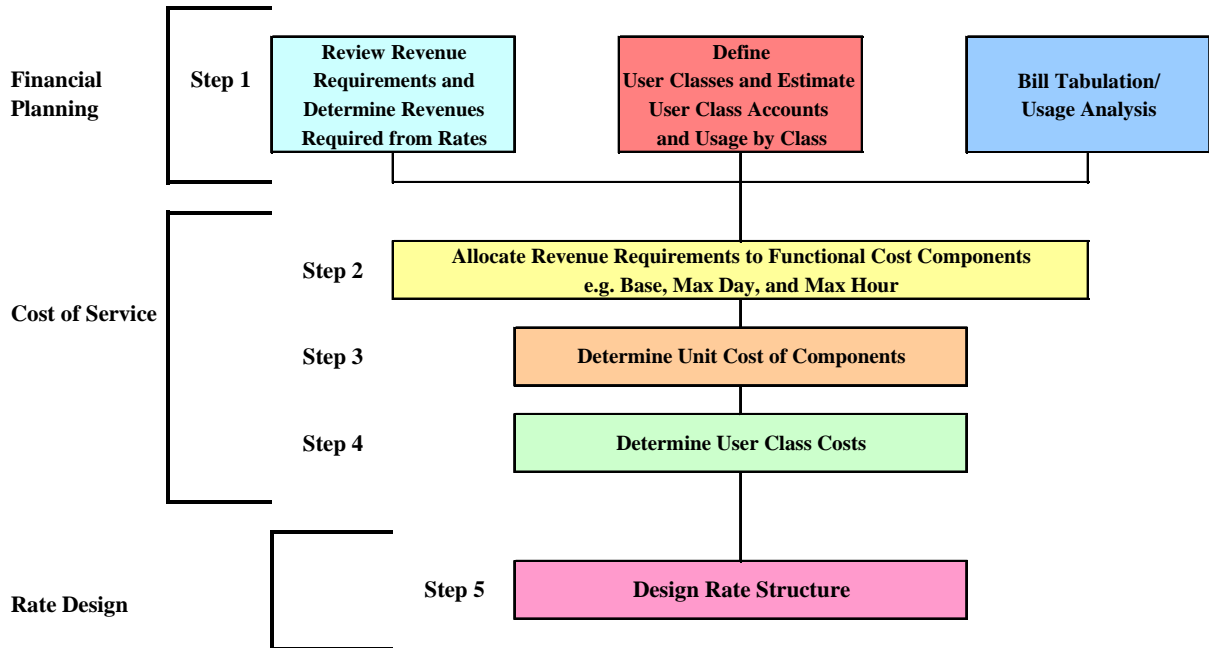 Financial
Planning
Step 1
Review Revenue
Requirements and
Determine Revenues
Required from Rates
Define
User Classes and Estimate
User Class Accounts
and Usage by Class
Bill Tabulation/
Usage Analysis
Cost of Service
Step 2
Allocate Revenue Requirements to Functional Cost Components
e.g. Base, Max Day, and Max Hour
Step 3
Determine Unit Cost of Components
Step 4
Determine User Class Costs
Rate Design
Step 5
Design Rate Structure